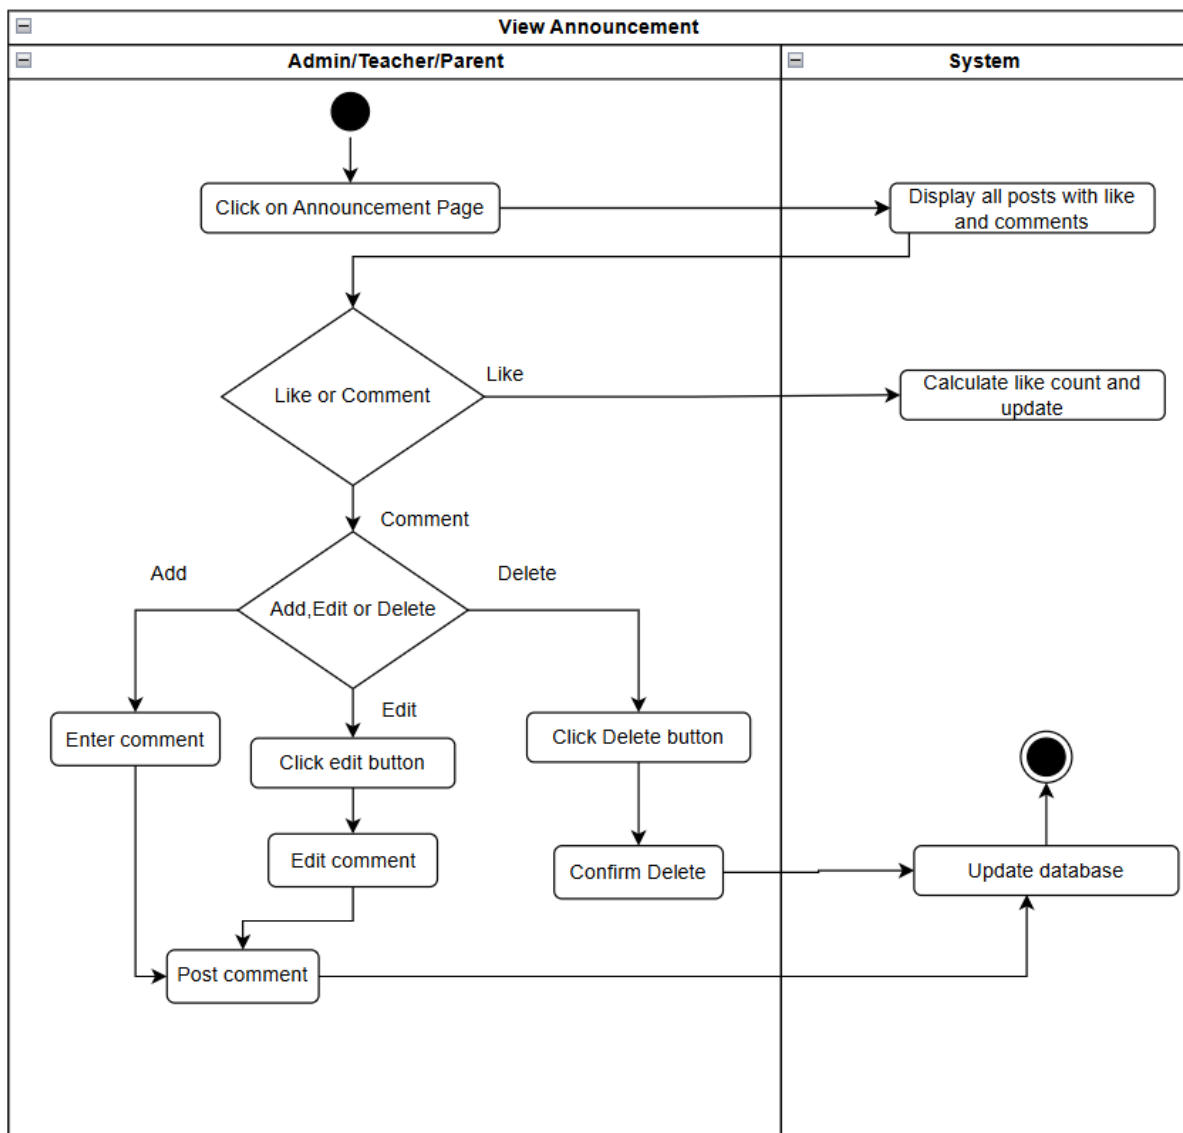 View Announcement
Admin/Teacher/Parent
System
Click on Announcement Page
Display all posts with like
and comments
Like or Comment
Like
Calculate like count and
update
Comment
Add
Delete
Add,Edit or Delete
Edit
Enter comment
Click edit button
Click Delete button
Edit comment
Confirm Delete
Update database
Post comment